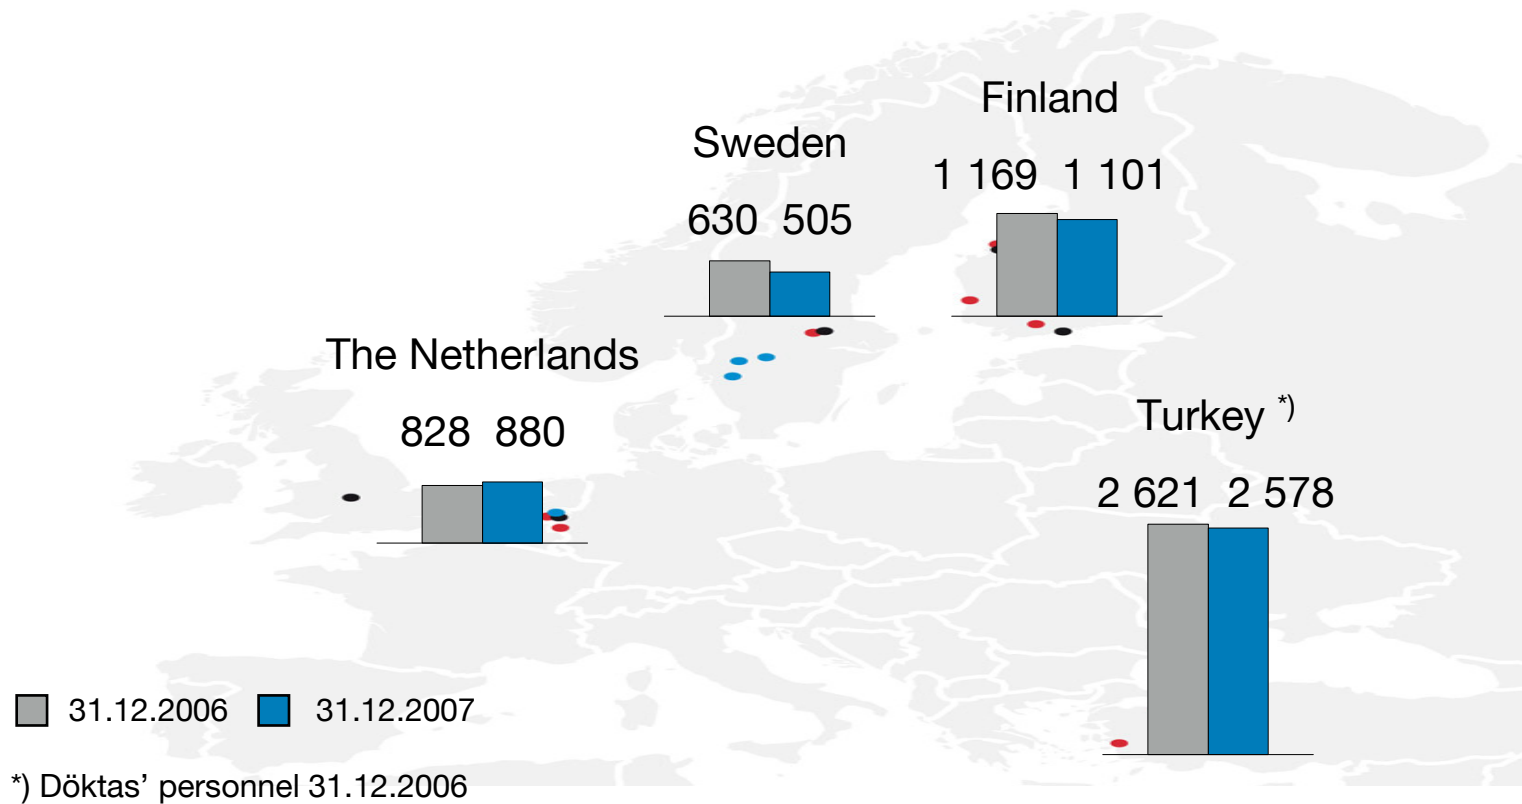 Finland
1 169 1 101
Sweden
630 505
The Netherlands
828 880
Turkey *)
2 621 2 578
31.12.2006 31.12.2007
*) Döktas’ personnel 31.12.2006